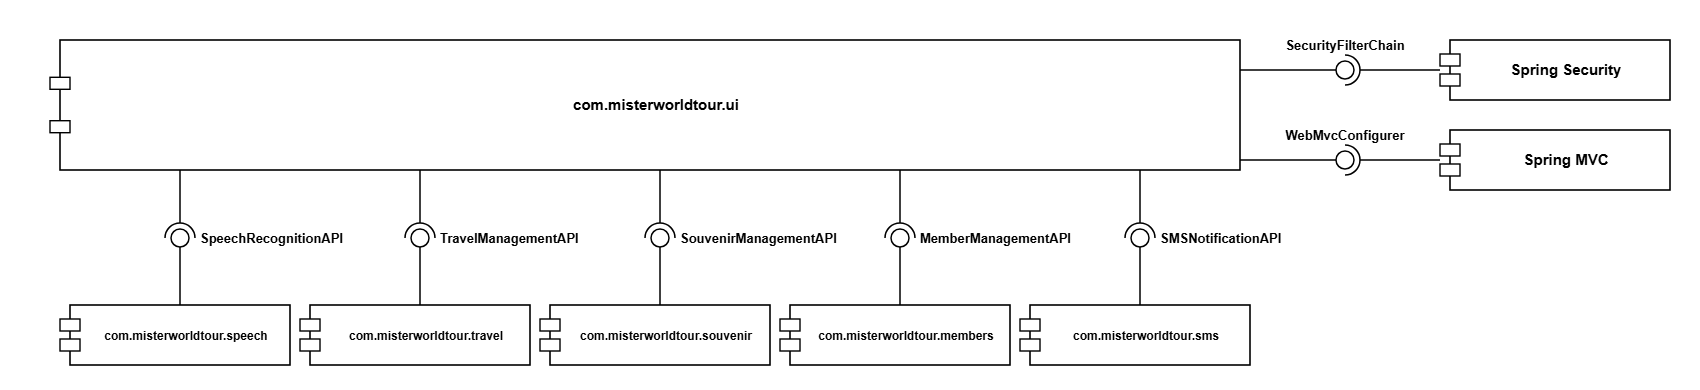 SecurityFilterChain
Spring Security
com.misterworldtour.ui
WebMvcConfigurer
Spring MVC
SpeechRecognitionAPI
TravelManagementAPI
SouvenirManagementAPI
MemberManagementAPI
SMSNotificationAPI
com.misterworldtour.speech
com.misterworldtour.travel
com.misterworldtour.souvenir
com.misterworldtour.members
com.misterworldtour.sms